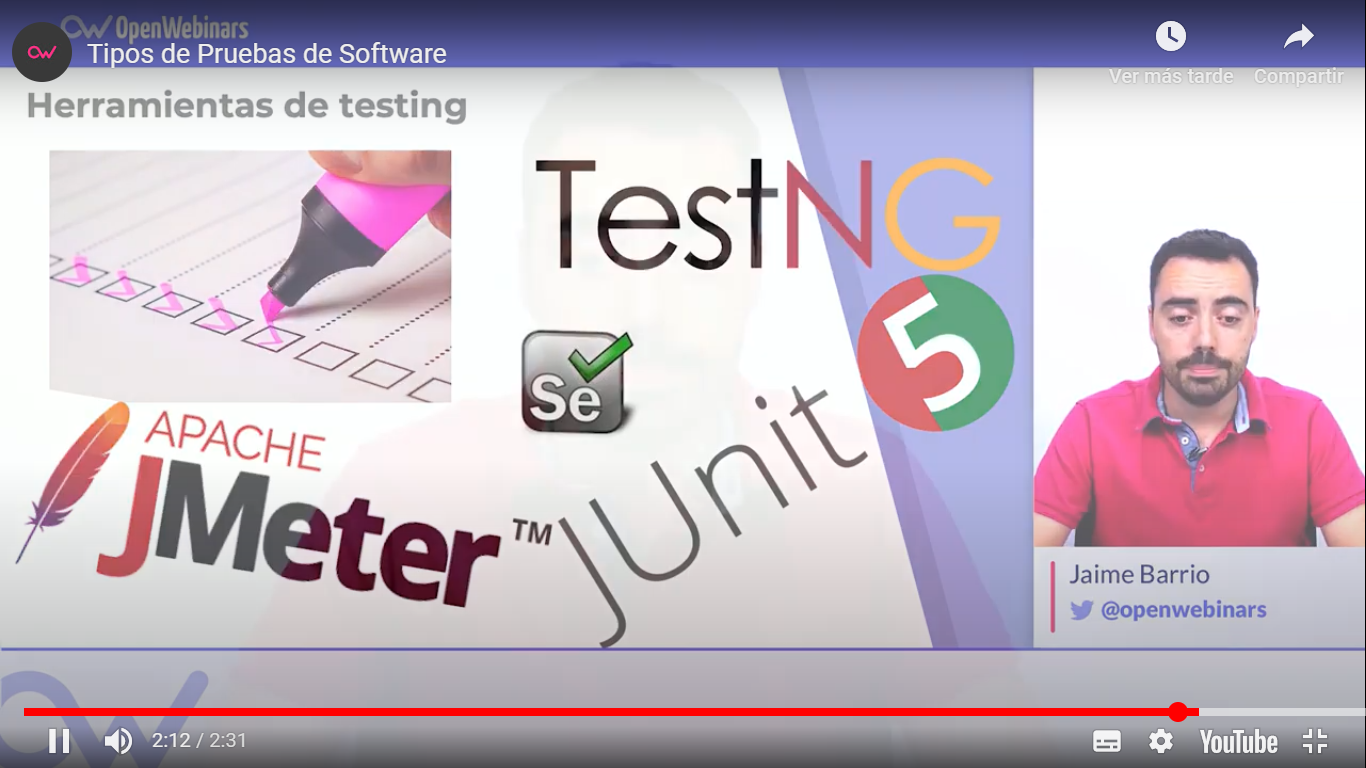 OpenWebinars
Tipos de Pruebas de Software
Ver más tarde
Compartir
Herramientas de testing
TestNG
5
Se
JUnit
APACHE
JMeter™
Jaime Barrio
@openwebinars
2:12 / 2:31
YouTube